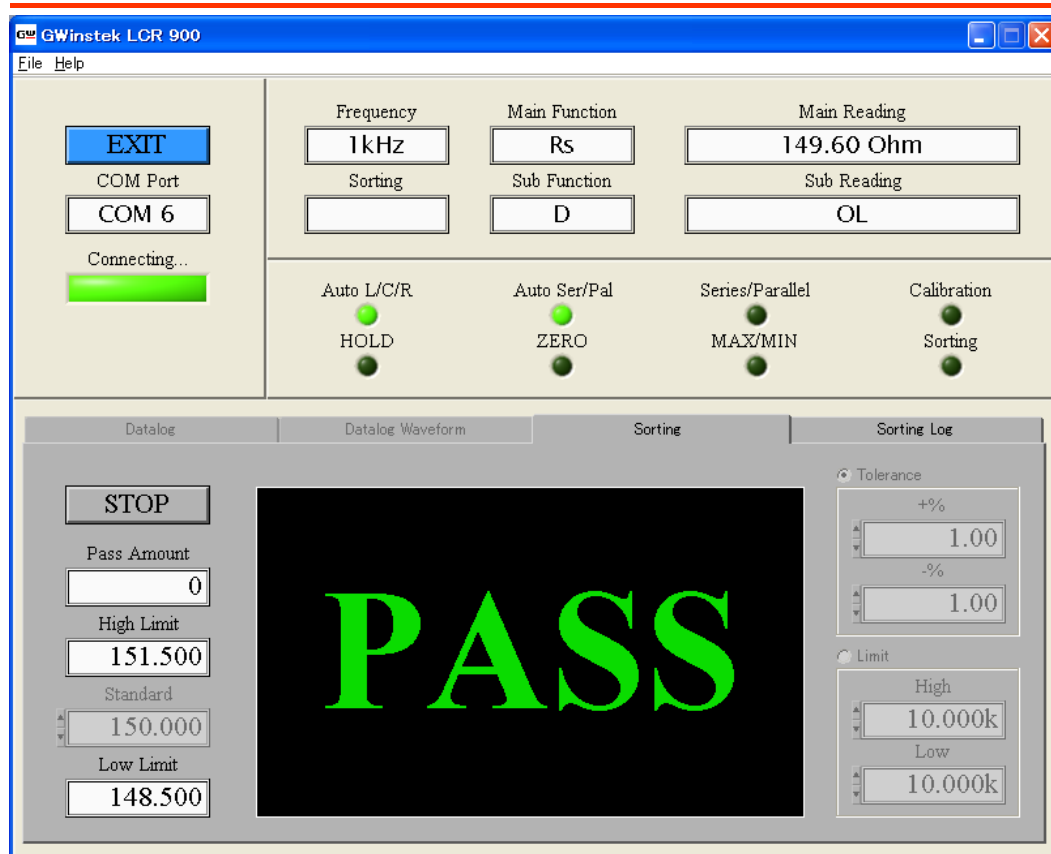 GW GWinstek LCR 900
File Help
EXIT
COM Port
COM 6
Connecting...
Frequency
1kHz
Sorting
Main Function
Rs
Sub Function
D
Main Reading
149.60 Ohm
Sub Reading
OL
Auto L/C/R
Auto Ser/Pal
Series/Parallel
Calibration
HOLD
ZERO
MAX/MIN
Sorting
Datalog
Datalog Waveform
Sorting
Sorting Log
STOP
Pass Amount
0
High Limit
151.500
Standard
150.000
Low Limit
148.500
PASS
Tolerance
+%
1.00
-%
1.00
Limit
High
10.000k
Low
10.000k